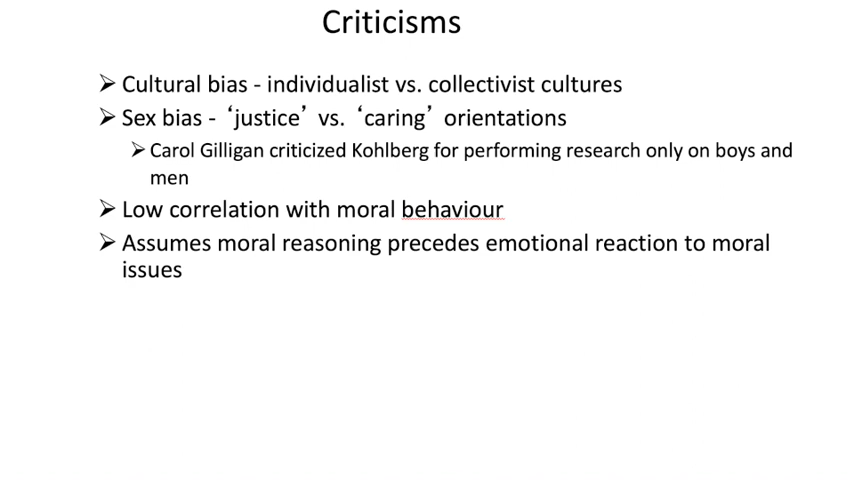 Criticisms
➢ Cultural bias - individualist vs. collectivist cultures
➢ Sex bias - ‘justice’ vs. ‘caring’ orientations
➢ Carol Gilligan criticized Kohlberg for performing research only on boys and
men
➢ Low correlation with moral behaviour
➢ Assumes moral reasoning precedes emotional reaction to moral
issues